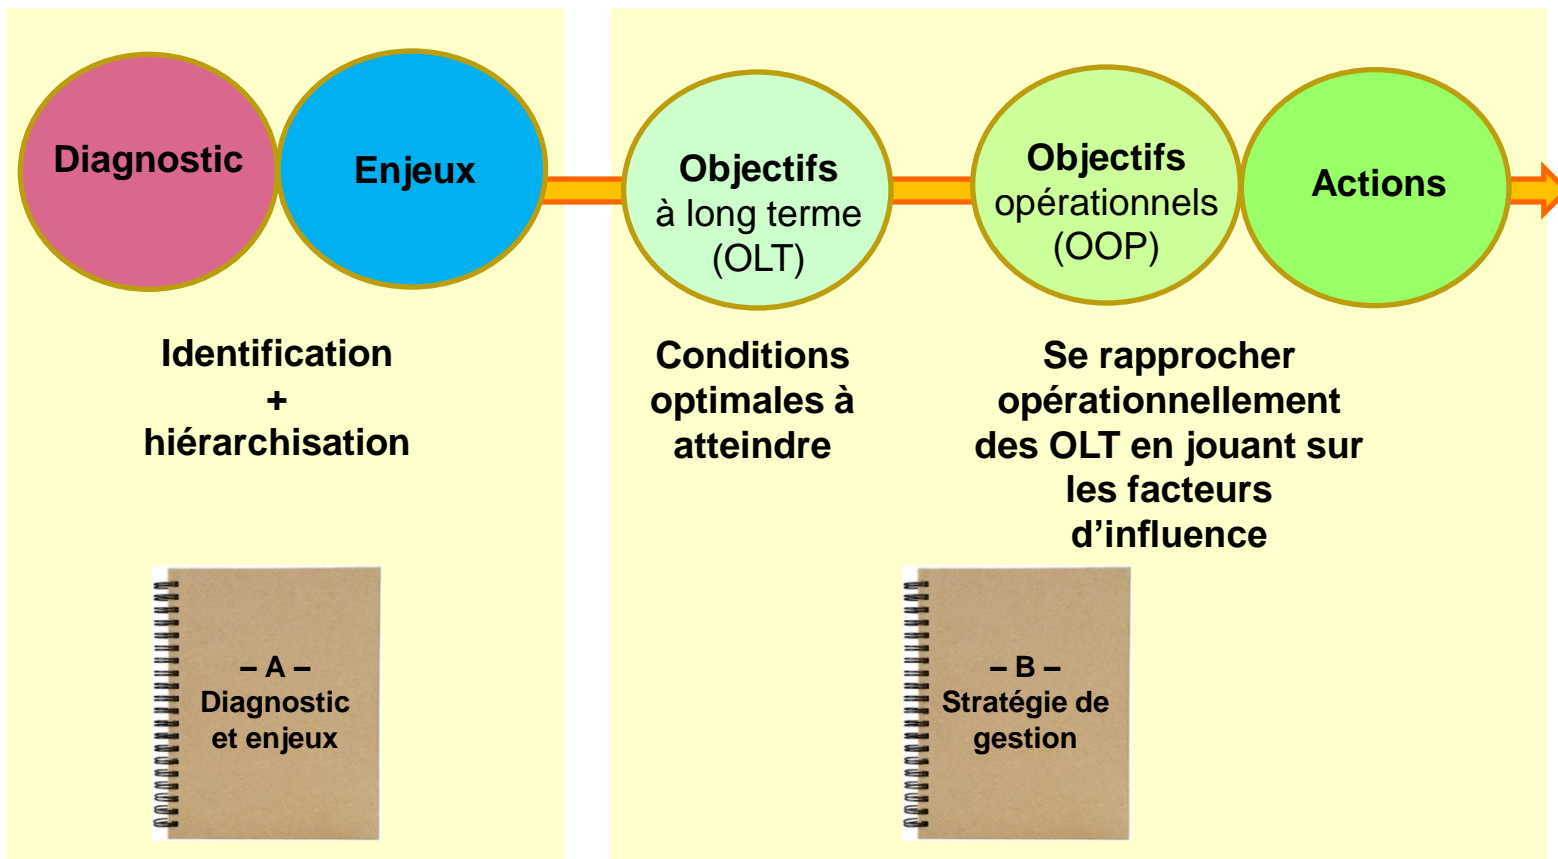 Diagnostic
Enjeux
Objectifs
à long terme
(OLT)
Objectifs
opérationnels
(OOP)
Actions
Identification
+
hiérarchisation
Conditions
optimales à
atteindre
Se rapprocher
opérationnellement
des OLT en jouant sur
les facteurs
d’influence
– A –
Diagnostic
et enjeux
– B –
Stratégie de
gestion